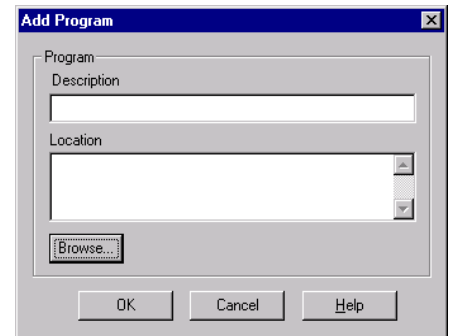 Add Program
Program
Description
Location
Browse...
OK Cancel Help